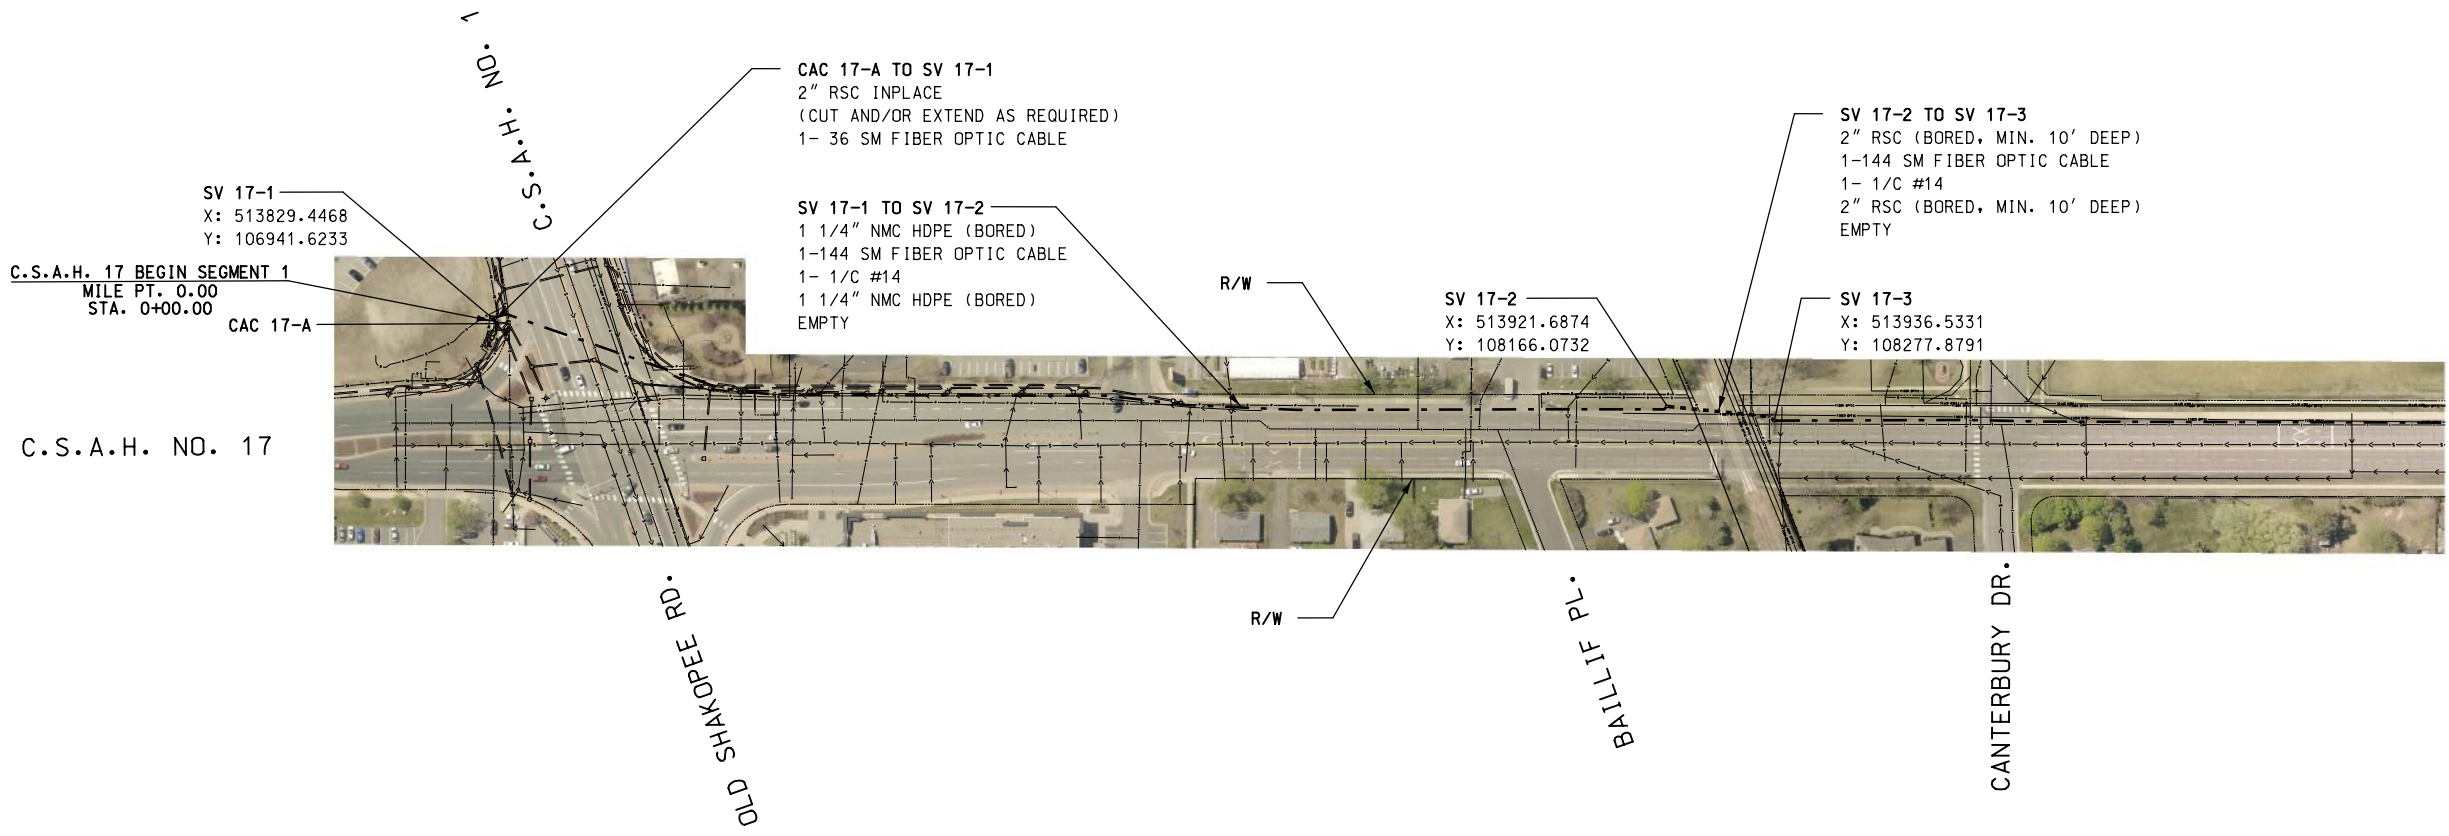 C.S.A.H. NO. 1
CAC 17-A TO SV 17-1
2" RSC INPLACE
(CUT AND/OR EXTEND AS REQUIRED)
1- 36 SM FIBER OPTIC CABLE
SV 17-2 TO SV 17-3
2" RSC (BORED, MIN. 10' DEEP)
1-144 SM FIBER OPTIC CABLE
1- 1/C #14
2" RSC (BORED, MIN. 10' DEEP)
EMPTY
SV 17-1
X: 513829.4468
Y: 106941.6233
SV 17-1 TO SV 17-2
1 1/4" NMC HDPE (BORED)
1-144 SM FIBER OPTIC CABLE
1- 1/C #14
1 1/4" NMC HDPE (BORED)
EMPTY
C.S.A.H. 17 BEGIN SEGMENT 1
MILE PT. 0.00
STA. 0+00.00
CAC 17-A
R/W
SV 17-2
X: 513921.6874
Y: 108166.0732
SV 17-3
X: 513936.5331
Y: 108277.8791
C.S.A.H. NO. 17
R/W
OLD SHAKOPEE RD.
BAILLIF PL.
CANTERBURY DR.